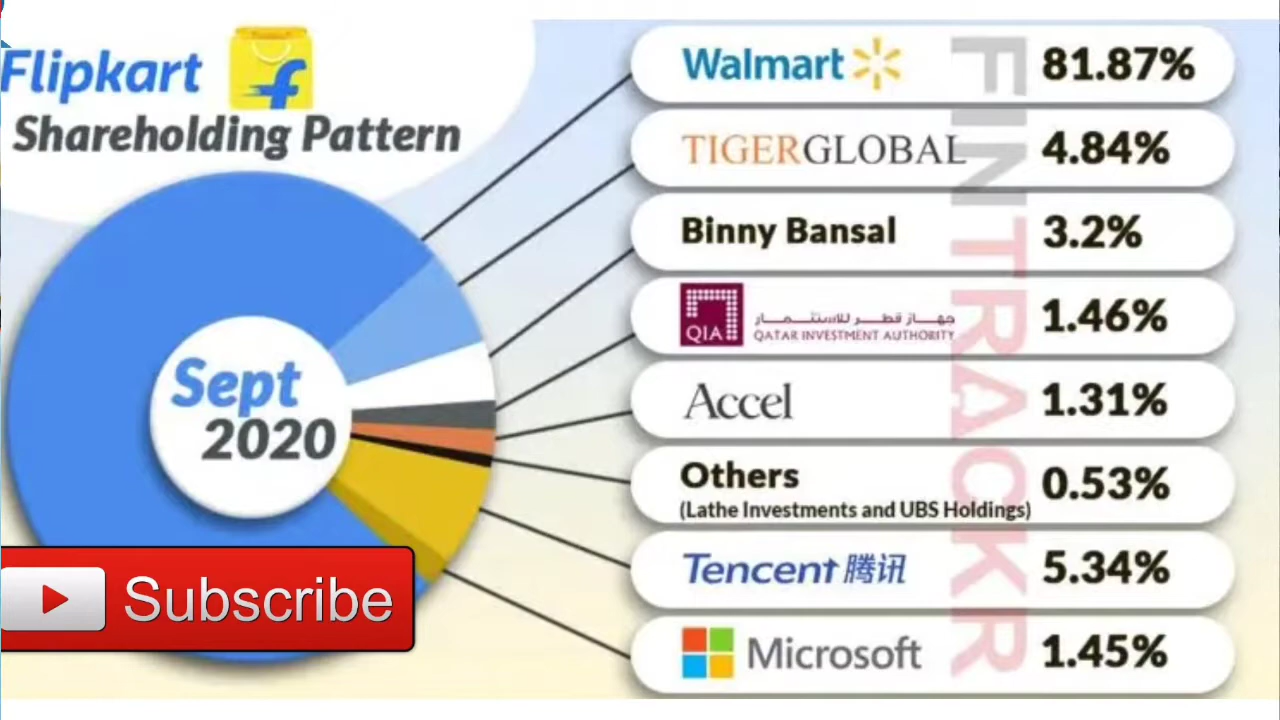 Flipkart f
Shareholding Pattern
Sept
2020
Walmart 81.87%
TIGERGLOBAL 4.84%
Binny Bansal 3.2%
QIA جهاز قطر للاستثمار
QATAR INVESTMENT AUTHORITY 1.46%
Accel 1.31%
Others 0.53%
(Lathe Investments and UBS Holdings)
Tencent 腾讯 5.34%
Microsoft 1.45%
FINTRACKR
Subscribe